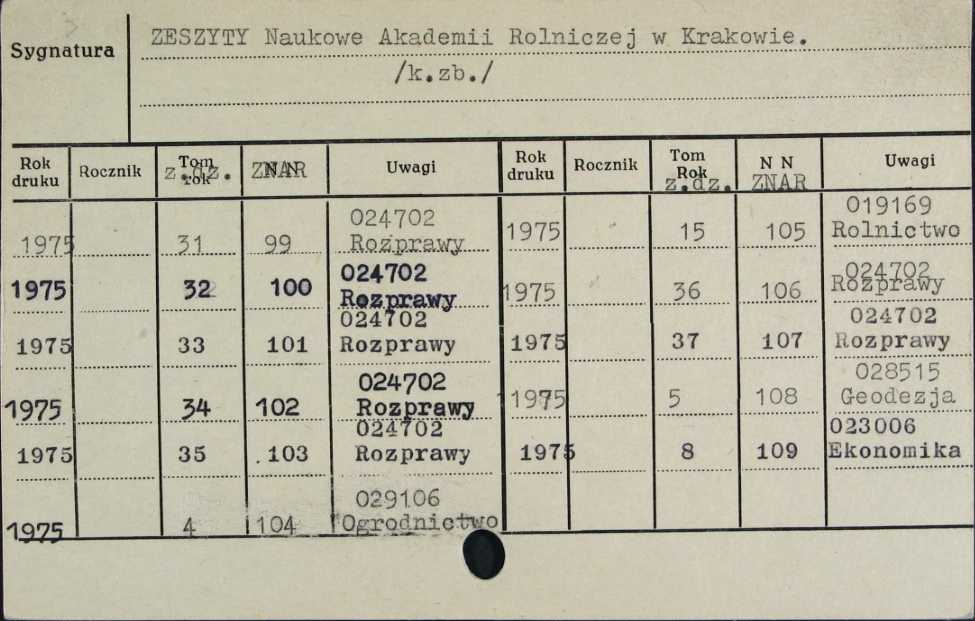 Sygnatura
ZESZYTY Naukowe Akademii Rolniczej w Krakowie.
/k.zb./
Rok druku Rocznik Tom rok z.dz. N N ZNAR Uwagi Rok druku Rocznik Tom Rok z.dz. N N ZNAR Uwagi
1975 31 99 024702 Rozprawy
1975 32 100 024702 Rozprawy
1975 33 101 024702 Rozprawy
1975 34 102 024702 Rozprawy
1975 35 .103 024702 Rozprawy
1975 4 104 029106 Ogrodnictwo
1975 15 105 019169 Rolnictwo
1975 36 106 024702 Rozprawy
1975 37 107 024702 Rozprawy
1975 5 108 028515 Geodezja
1975 8 109 023006 Ekonomika